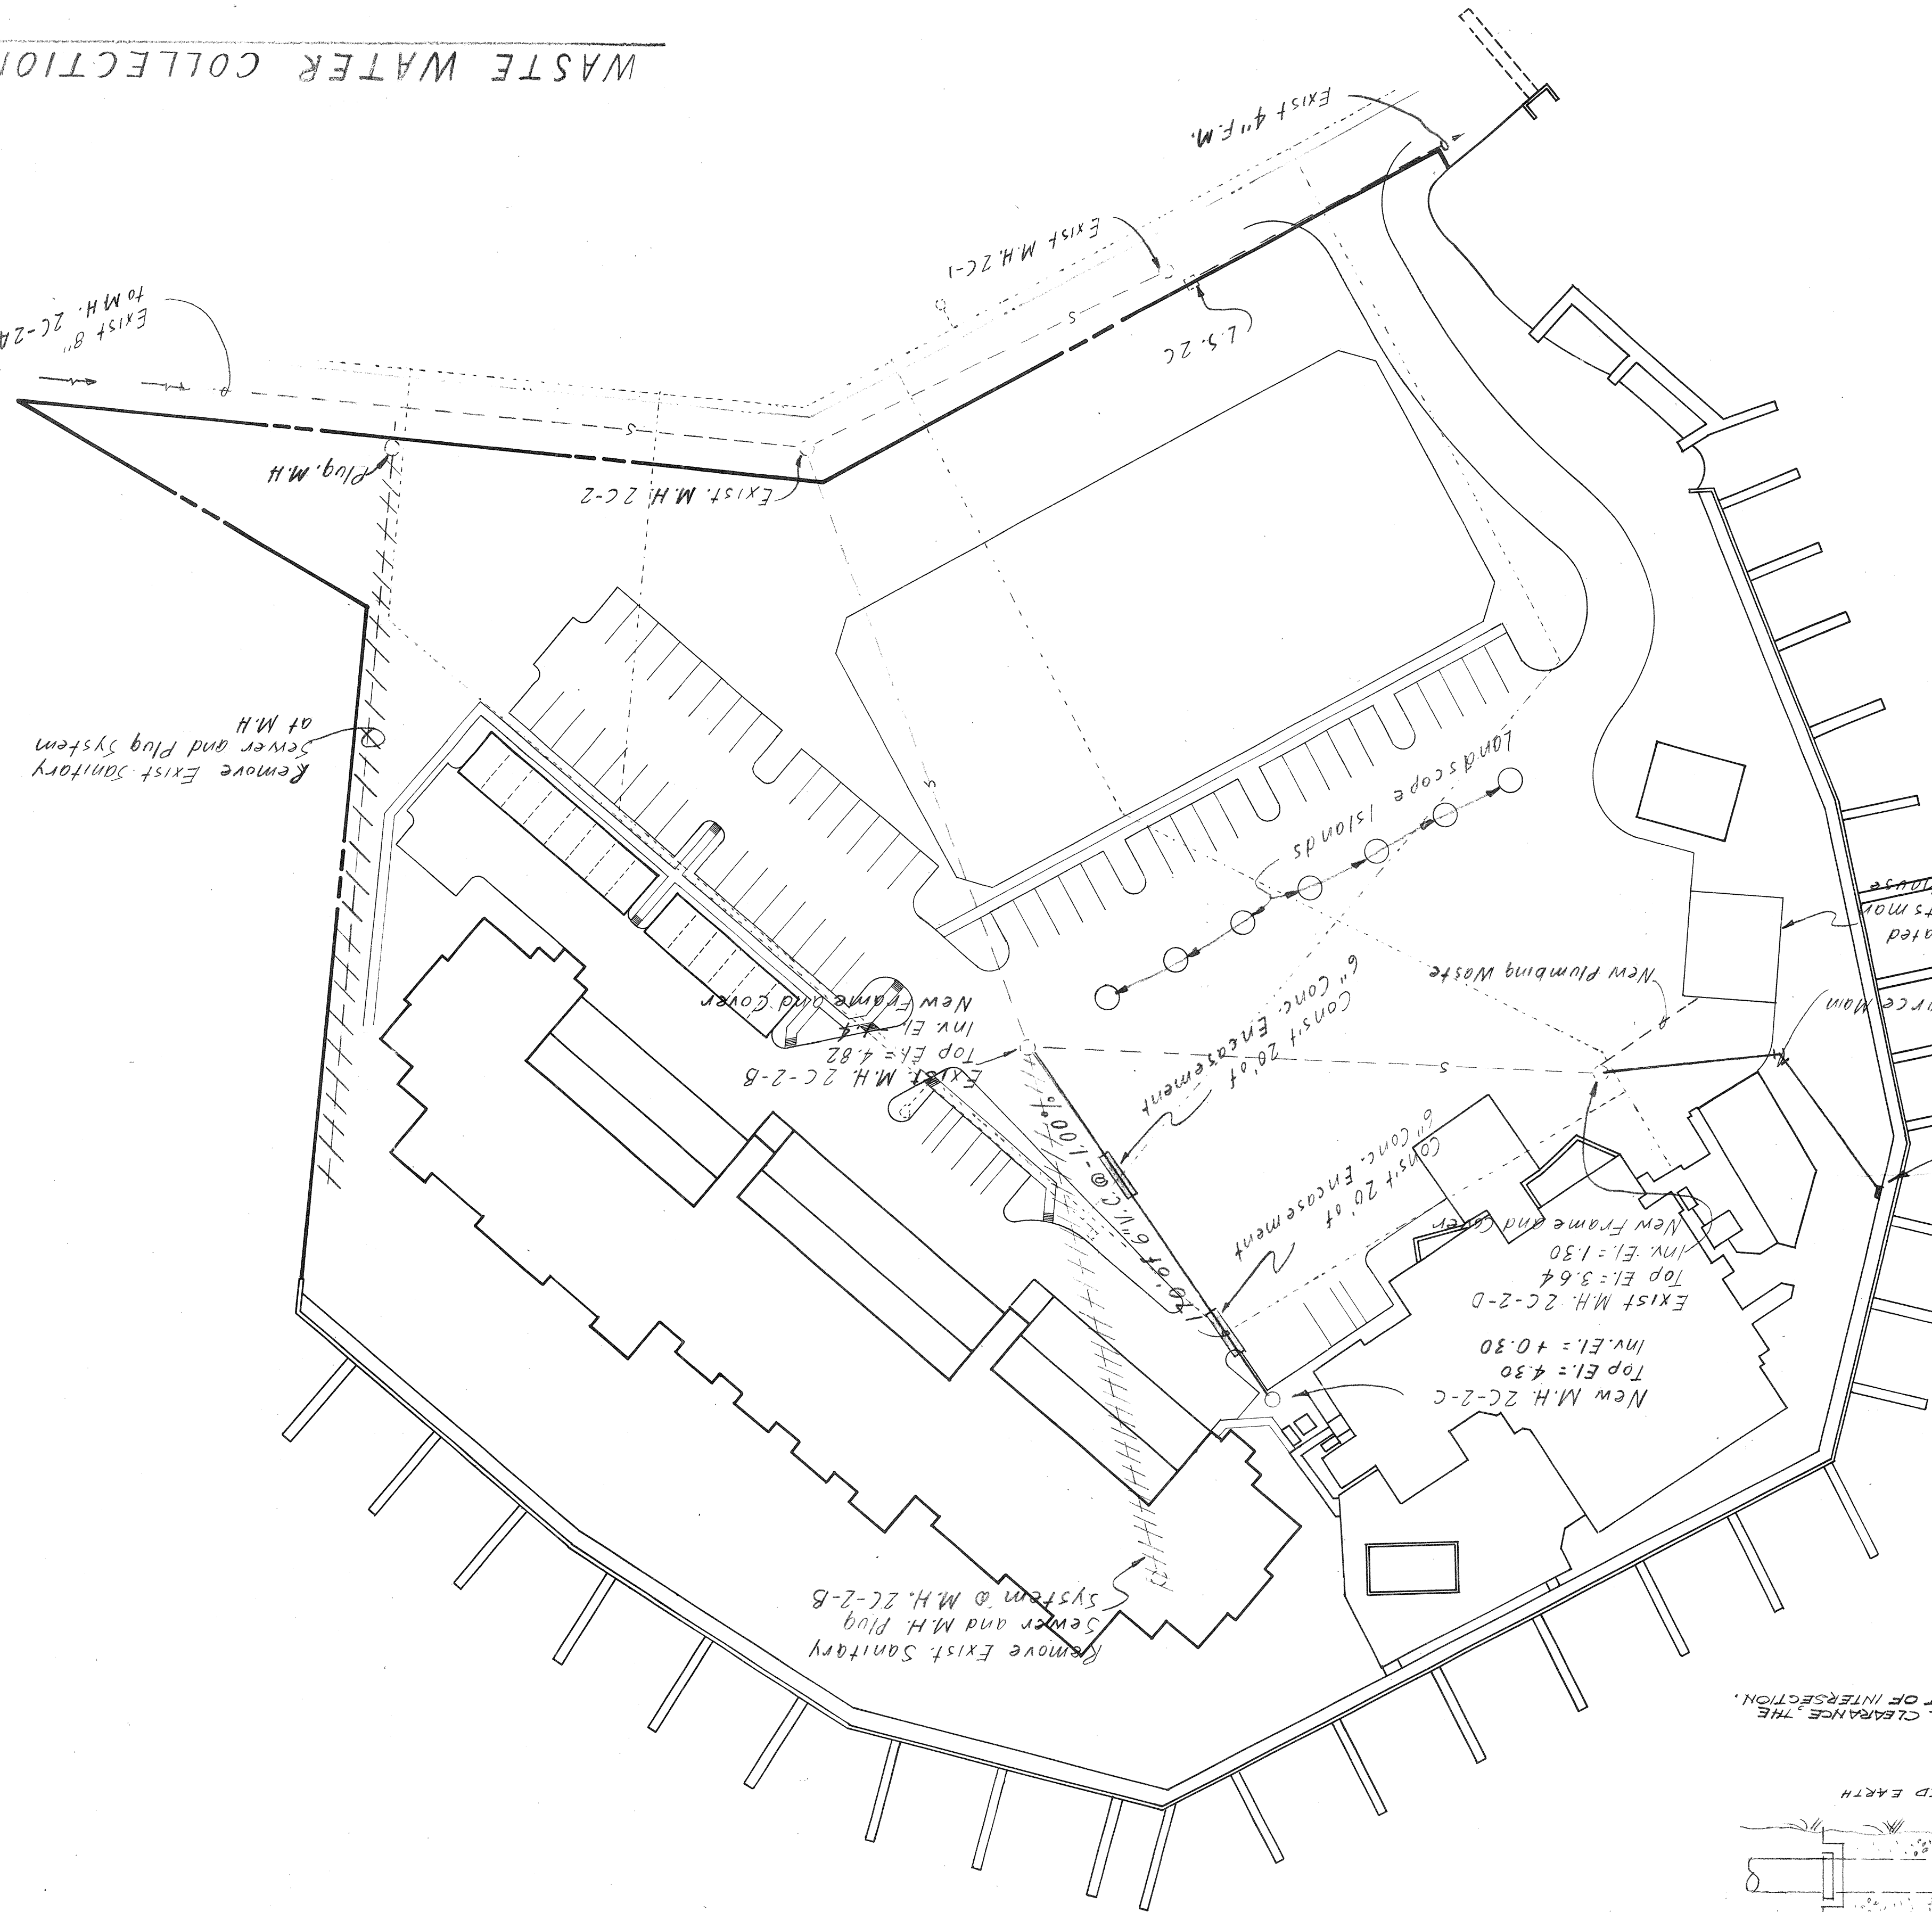 WASTE WATER COLLECTION
Exist 4" F.M.
Exist M.H. 2C-1
L.S. 2C
Exist 8"
to M.H. 2C-2A
Plug. M.H
Exist. M.H. 2C-2
S
S
S
S
Remove Exist. Sanitary
Sewer and Plug System
at M.H
Landscape Islands
New Plumbing Waste
Main
Const 20' of
6" Conc. Encasement
Const 20' of
6" Conc. Encasement
Exist. M.H. 2C-2-B
Top El. = 4.82
Inv. El.
New Frame and Cover
of 6" V.C. @ -1.00%
Exist M.H. 2C-2-D
Top El = 3.64
Inv. El. = 1.30
New Frame and Cover
New M.H. 2C-2-C
Top El = 4.30
Inv. El = +0.30
Remove Exist. Sanitary
Sewer and M.H. Plug
System @ M.H. 2C-2-B
CLEARANCE, THE
OF INTERSECTION.
EARTH